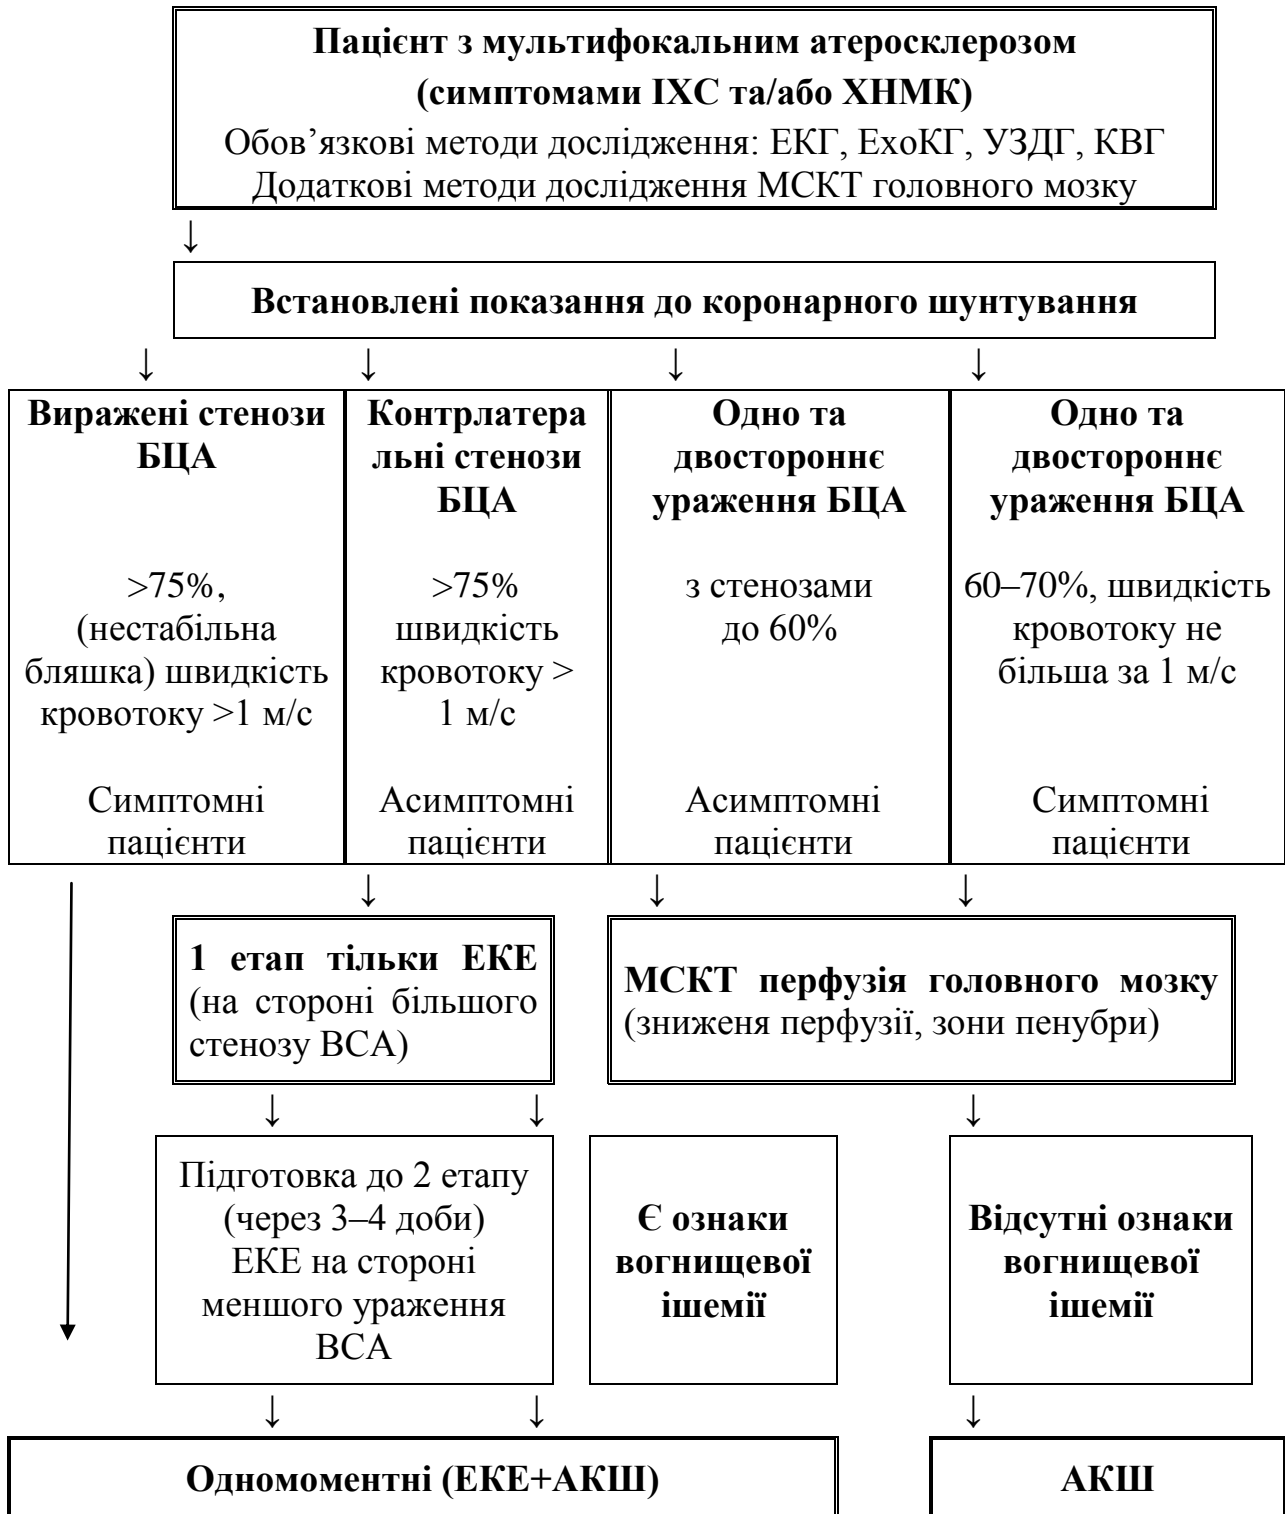 Пацієнт з мультифокальним атеросклерозом
(симптомами ІХС та/або ХНМК)
Обов’язкові методи дослідження: ЕКГ, ЕхоКГ, УЗДГ, КВГ
Додаткові методи дослідження МСКТ головного мозку
↓
Встановлені показання до коронарного шунтування
↓ ↓ ↓ ↓
Виражені стенози
БЦА
>75%,
(нестабільна
бляшка) швидкість
кровотоку >1 м/с
Симптомні
пацієнти
Контрлатера
льні стенози
БЦА
>75%
швидкість
кровотоку >
1 м/с
Асимптомні
пацієнти
Одно та
двостороннє
ураження БЦА
з стенозами
до 60%
Асимптомні
пацієнти
Одно та
двостороннє
ураження БЦА
60–70%, швидкість
кровотоку не
більша за 1 м/с
Симптомні
пацієнти
↓ ↓ ↓
1 етап тільки ЕКЕ
(на стороні більшого
стенозу ВСА)
МСКТ перфузія головного мозку
(зниженя перфузії, зони пенубри)
↓ ↓ ↓
Підготовка до 2 етапу
(через 3–4 доби)
ЕКЕ на стороні
меншого ураження
ВСА
Є ознаки
вогнищевої
ішемії
Відсутні ознаки
вогнищевої
ішемії
↓ ↓ ↓
Одномоментні (ЕКЕ+АКШ)
АКШ